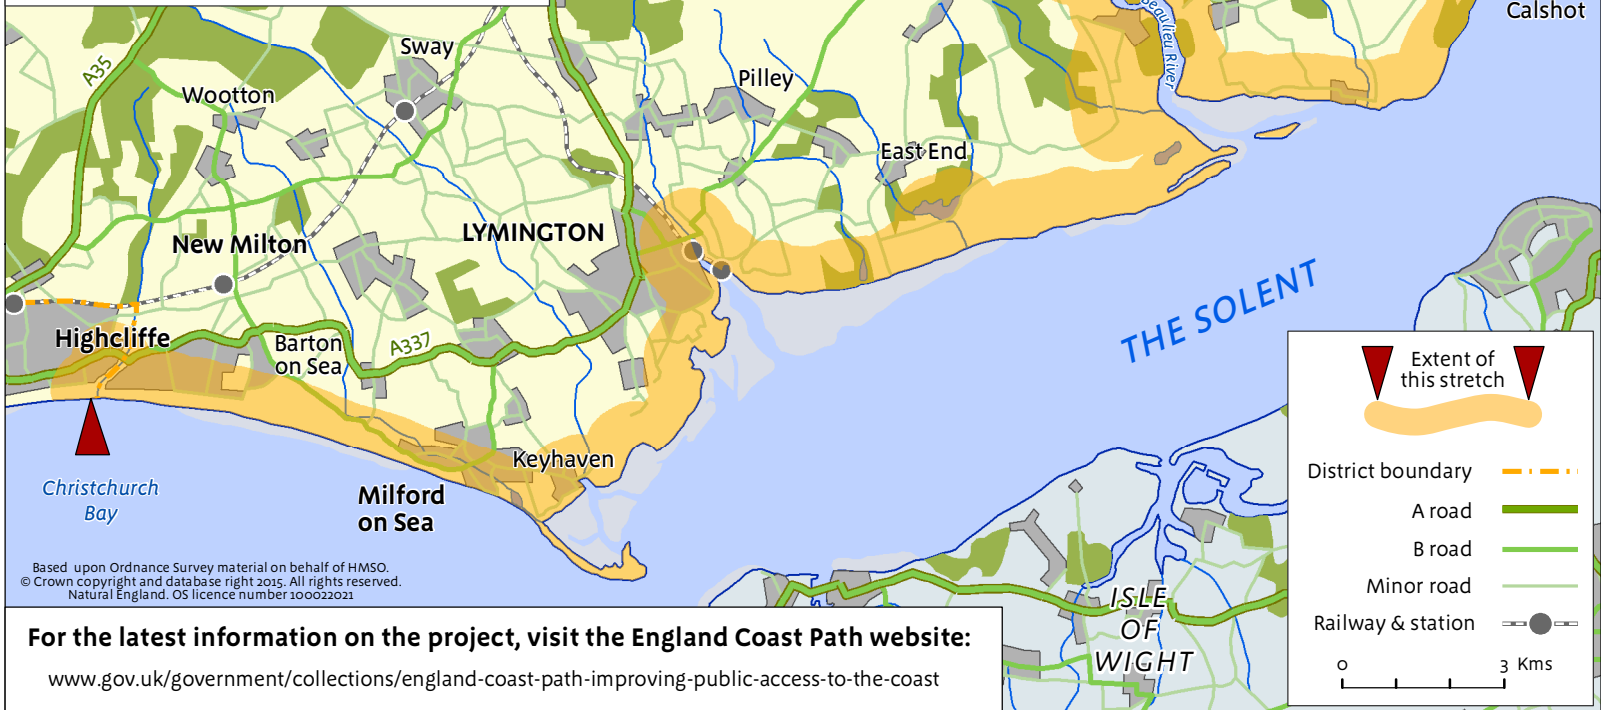 Calshot
Beaulieu River
Sway
A35
Pilley
Wootton
East End
LYMINGTON
New Milton
THE SOLENT
Highcliffe
Barton
on Sea
A337
Extent of
this stretch
Keyhaven
District boundary
Christchurch
Bay
Milford
on Sea
A road
B road
Based upon Ordnance Survey material on behalf of HMSO.
© Crown copyright and database right 2015. All rights reserved.
Natural England. OS licence number 100022021
Minor road
ISLE
OF
WIGHT
Railway & station
For the latest information on the project, visit the England Coast Path website:
www.gov.uk/government/collections/england-coast-path-improving-public-access-to-the-coast
0 3 Kms